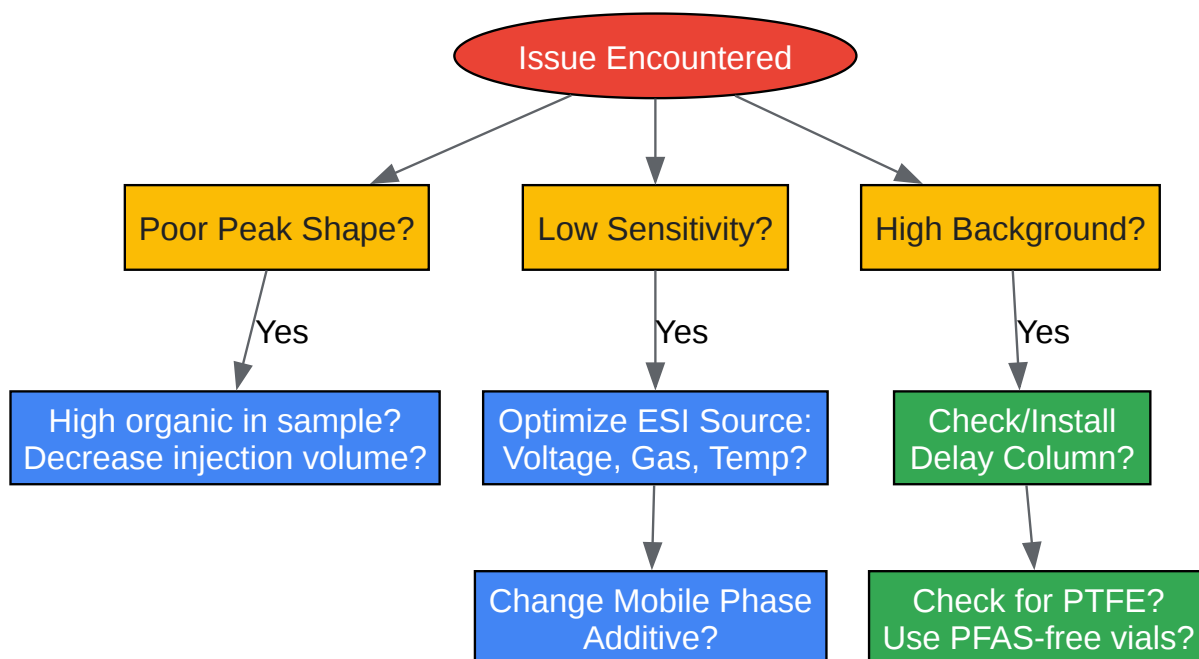 Issue Encountered
Poor Peak Shape?
Low Sensitivity?
High Background?
Yes
Yes
Yes
High organic in sample?
Decrease injection volume?
Optimize ESI Source:
Voltage, Gas, Temp?
Check/Install
Delay Column?
Change Mobile Phase
Additive?
Check for PTFE?
Use PFAS-free vials?